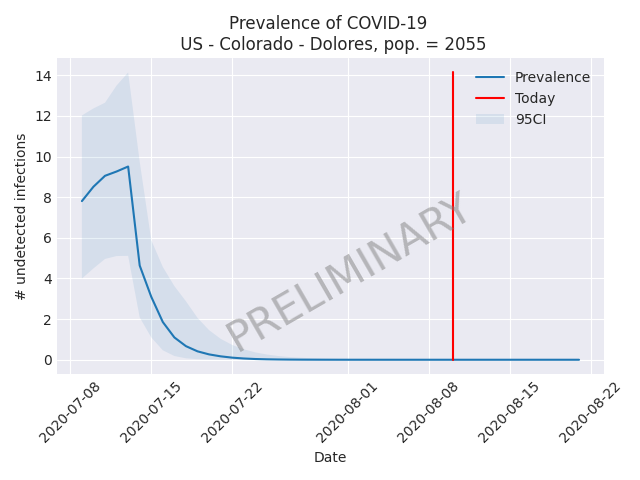 Prevalence of COVID-19
US - Colorado - Dolores, pop. = 2055
# undetected infections
14
12
10
8
6
4
2
0
Prevalence
Today
95CI
PRELIMINARY
2020-07-08
2020-07-15
2020-07-22
2020-08-01
2020-08-08
2020-08-15
2020-08-22
Date